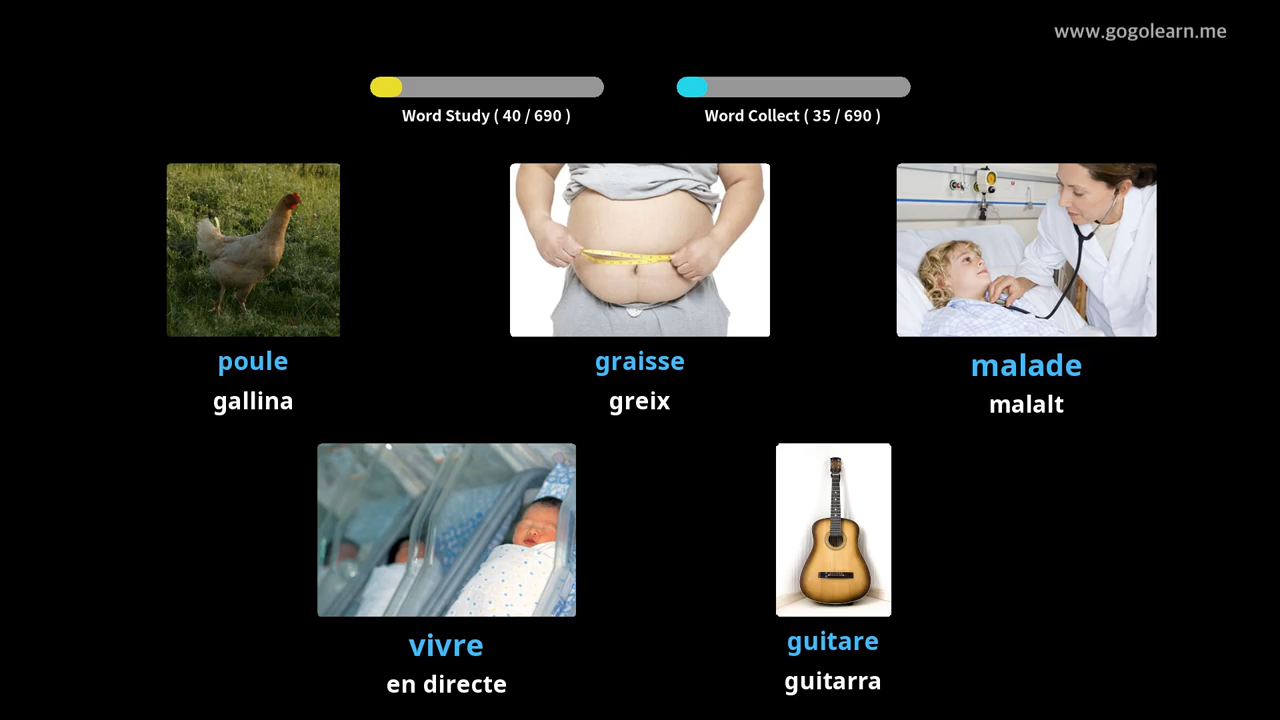 www.gogolearn.me
Word Study ( 40 / 690 )
Word Collect ( 35 / 690 )
poule
gallina
graisse
greix
malade
malalt
vivre
en directe
guitare
guitarra